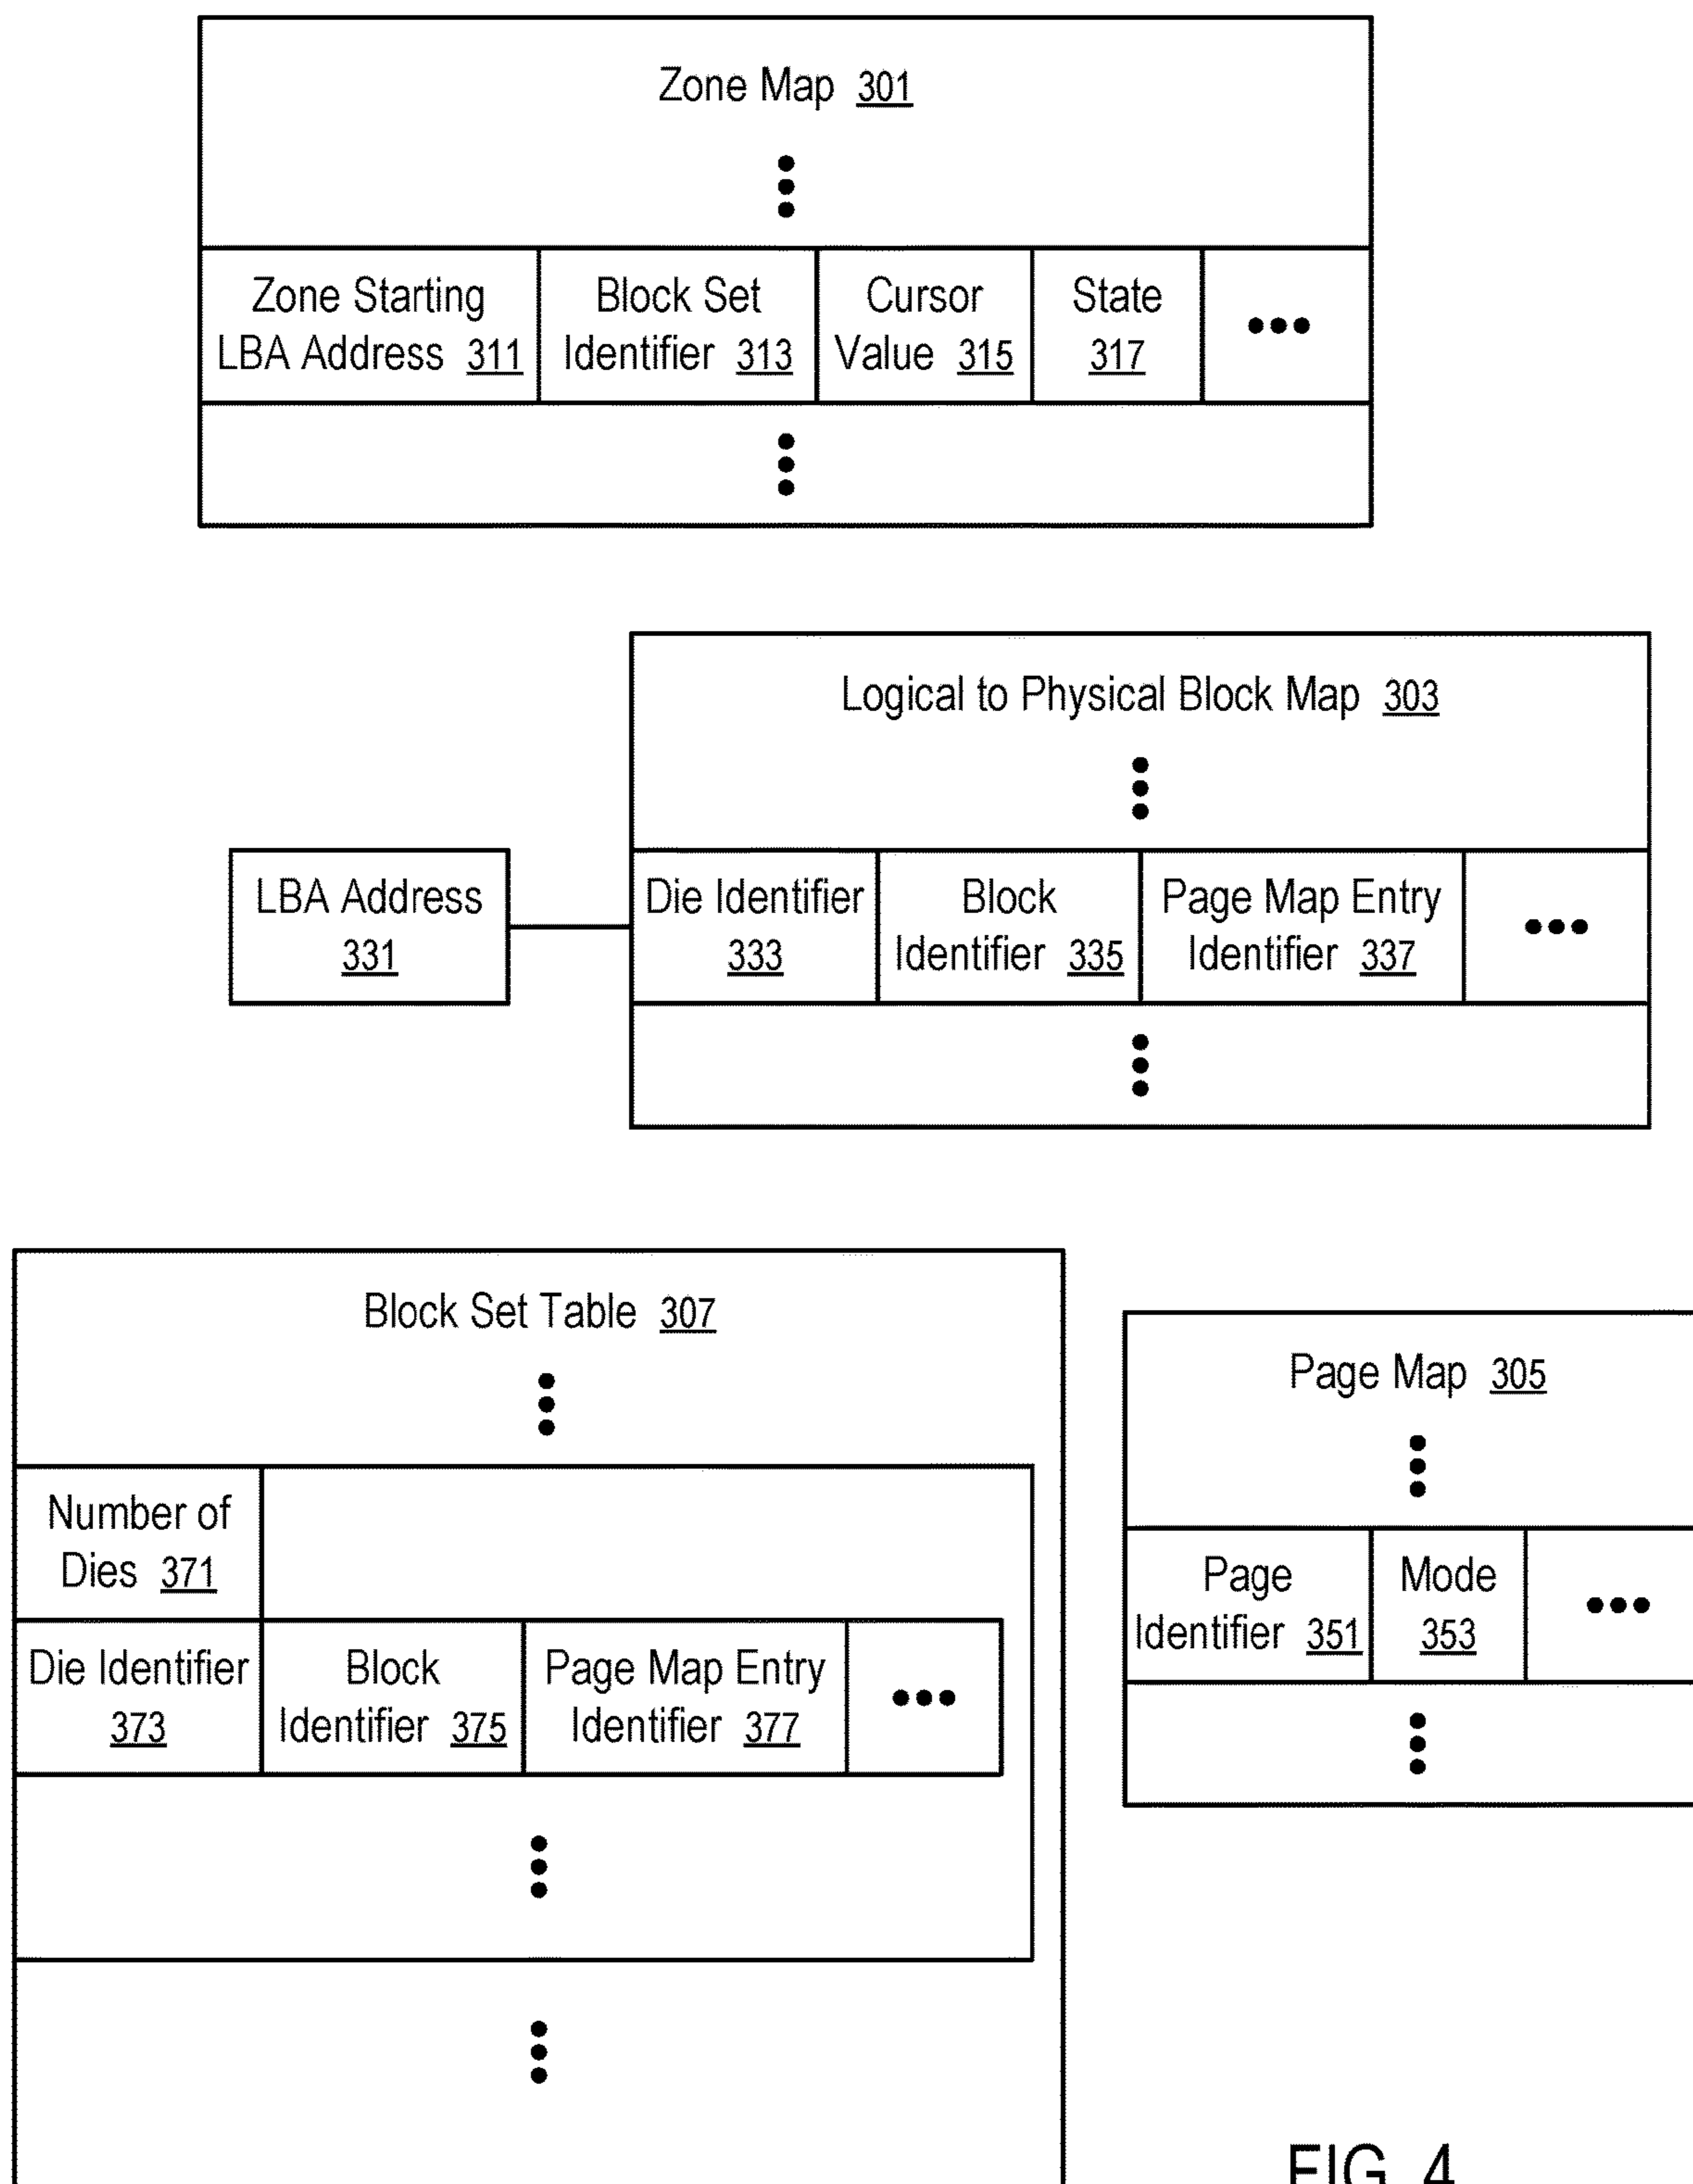 Zone Map 301
Zone Starting
LBA Address 311
Block Set
Identifier 313
Cursor
Value 315
State
317
Logical to Physical Block Map 303
LBA Address
331
Die Identifier
333
Block
Identifier 335
Page Map Entry
Identifier 337
Block Set Table 307
Number of
Dies 371
Die Identifier
373
Block
Identifier 375
Page Map Entry
Identifier 377
Page Map 305
Page
Identifier 351
Mode
353
FIG. 4